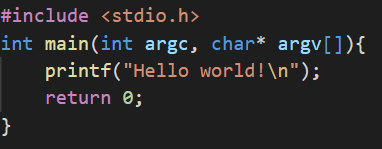 #include <stdio.h>
int main(int argc, char* argv[]){
    printf("Hello world!\n");
    return 0;
}